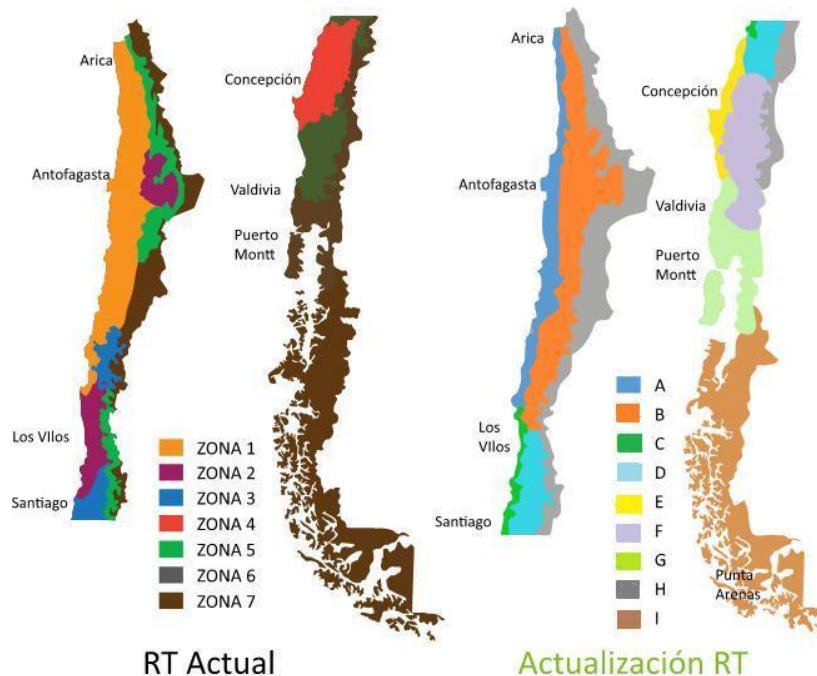 Arica
Antofagasta
Los VIlos
Santiago
Concepción
Valdivia
Puerto
Montt
ZONA 1
ZONA 2
ZONA 3
ZONA 4
ZONA 5
ZONA 6
ZONA 7
RT Actual
Arica
Antofagasta
Los
VIlos
Santiago
Concepción
Valdivia
Puerto
Montt
Punta
Arenas
A
B
C
D
E
F
G
H
I
Actualización RT